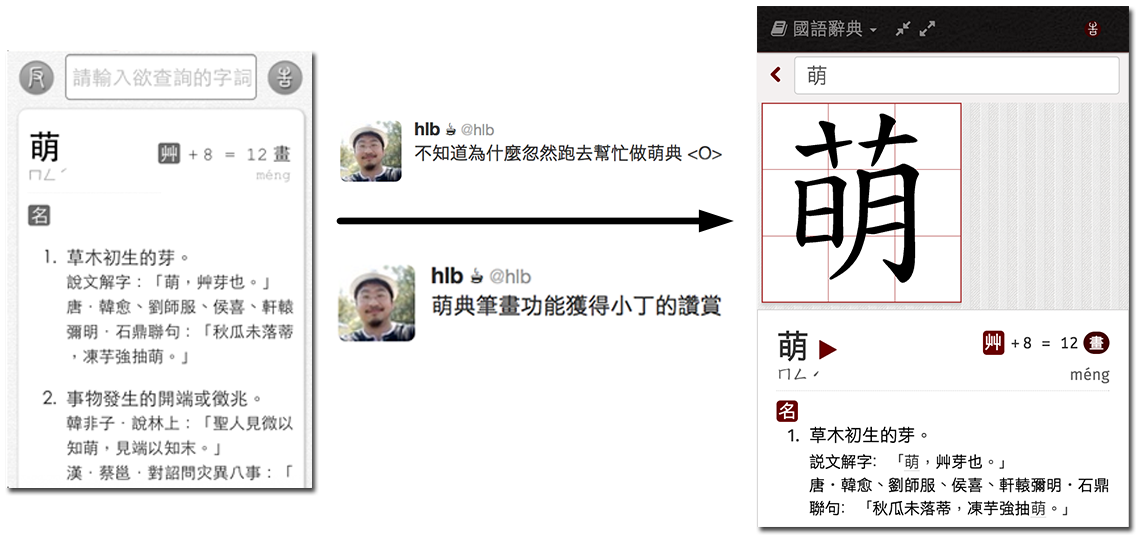 請輸入欲查詢的字詞
萌
艸 +8 = 12 畫
ㄇㄥˊ
méng
名
1. 草木初生的芽。
說文解字：「萌，艸芽也。」
唐．韓愈、劉師服、侯喜、軒轅
彌明．石鼎聯句：「秋瓜未落蒂
，凍芋強抽萌。」
2. 事物發生的開端或徵兆。
韓非子．說林上：「聖人見微以
知萌，見端以知末。」
漢．蔡邕．對詔問灾異八事：「
hlb @hlb
不知道為什麼忽然跑去幫忙做萌典 <O>
hlb @hlb
萌典筆畫功能獲得小丁的讚賞
國語辭典
萌
萌
萌
艸 +8 = 12 畫
ㄇㄥˊ
méng
名
1. 草木初生的芽。
說文解字：「萌，艸芽也。」
唐．韓愈、劉師服、侯喜、軒轅彌明．石鼎
聯句：「秋瓜未落蒂，凍芋強抽萌。」